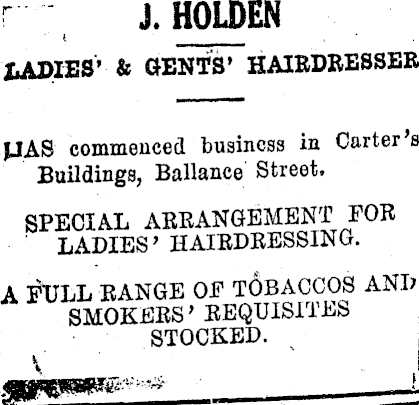 J. HOLDEN
LADIES' & GENTS' HAIRDRESSER
HAS commenced business in Carter's
Buildings, Ballance Street.
SPECIAL ARRANGEMENT FOR
LADIES' HAIRDRESSING.
A FULL RANGE OF TOBACCOS AND
SMOKERS' REQUISITES
STOCKED.